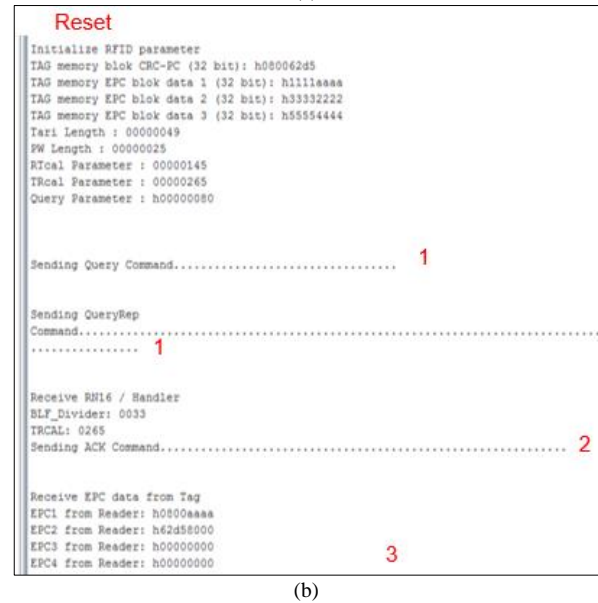 Reset
Initialize RFID parameter
TAG memory blok CRC-PC (32 bit): h080062d5
TAG memory EPC blok data 1 (32 bit): h1111aaaa
TAG memory EPC blok data 2 (32 bit): h33332222
TAG memory EPC blok data 3 (32 bit): h55554444
Tari Length : 00000049
PW Length : 00000025
RTcal Parameter : 00000145
TRcal Parameter : 00000265
Query Parameter : h00000080
Sending Query Command................................. 1
Sending QueryRep
Command..............................................................................
................ 1
Receive RN16 / Handler
BLF_Divider: 0033
TRCAL: 0265
Sending ACK Command............................................................ 2
Receive EPC data from Tag
EPC1 from Reader: h0800aaaa
EPC2 from Reader: h62d58000
EPC3 from Reader: h00000000
EPC4 from Reader: h00000000 3
(b)